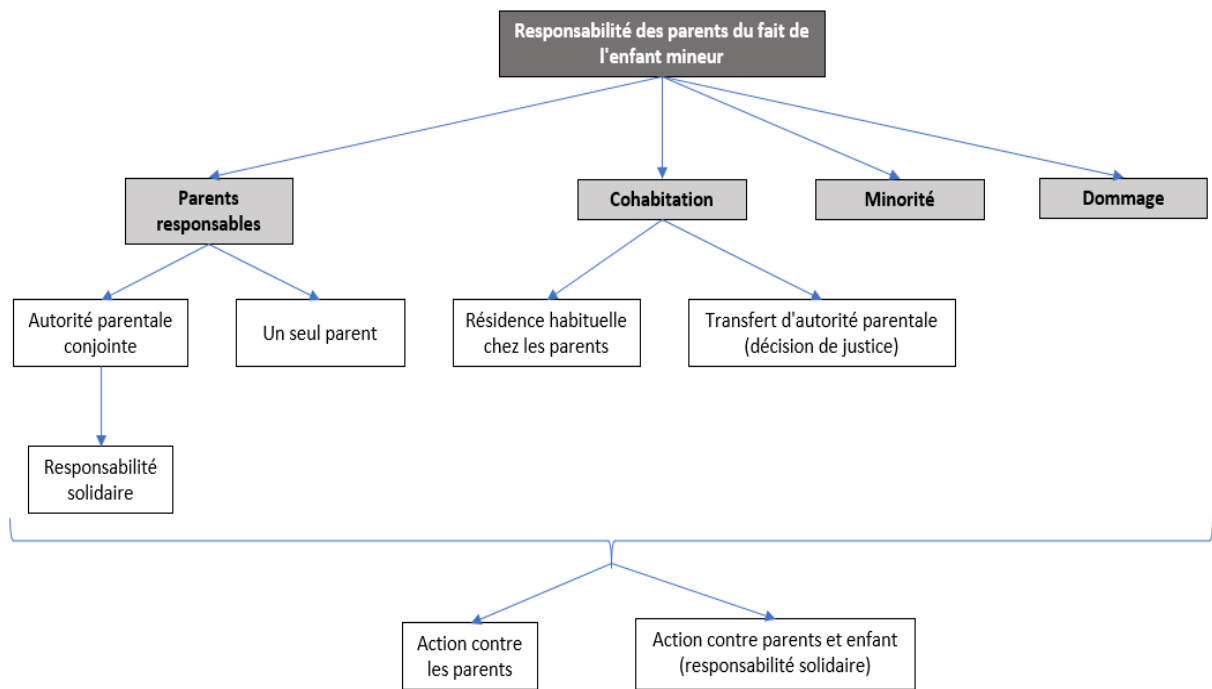 Responsabilité des parents du fait de
l'enfant mineur
Parents
responsables
Cohabitation
Minorité
Dommage
Autorité parentale
conjointe
Un seul parent
Résidence habituelle
chez les parents
Transfert d'autorité parentale
(décision de justice)
Responsabilité
solidaire
Action contre
les parents
Action contre parents et enfant
(responsabilité solidaire)